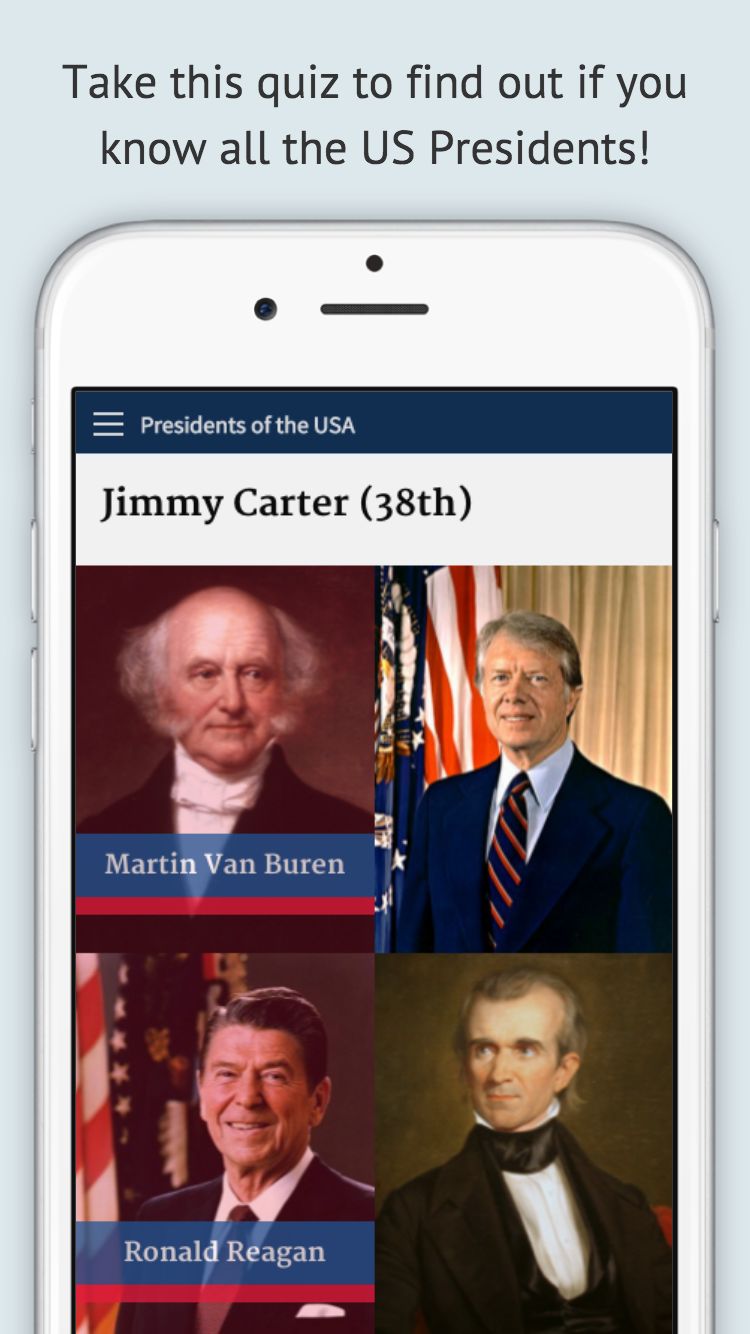 Take this quiz to find out if you
know all the US Presidents!
Presidents of the USA
Jimmy Carter (38th)
Martin Van Buren
Ronald Reagan